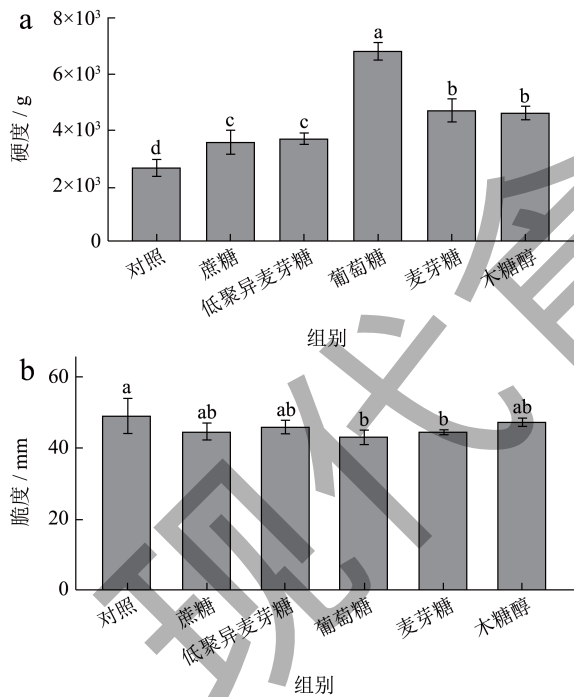 a
8×10³
6×10³
4×10³
2×10³
0
硬度 / g
d
c
c
a
b
b
对照
蔗糖
低聚异麦芽糖
葡萄糖
麦芽糖
木糖醇
组别
b
60
40
20
0
脆度 / mm
a
ab
ab
b
b
ab
对照
蔗糖
低聚异麦芽糖
葡萄糖
麦芽糖
木糖醇
组别
现代